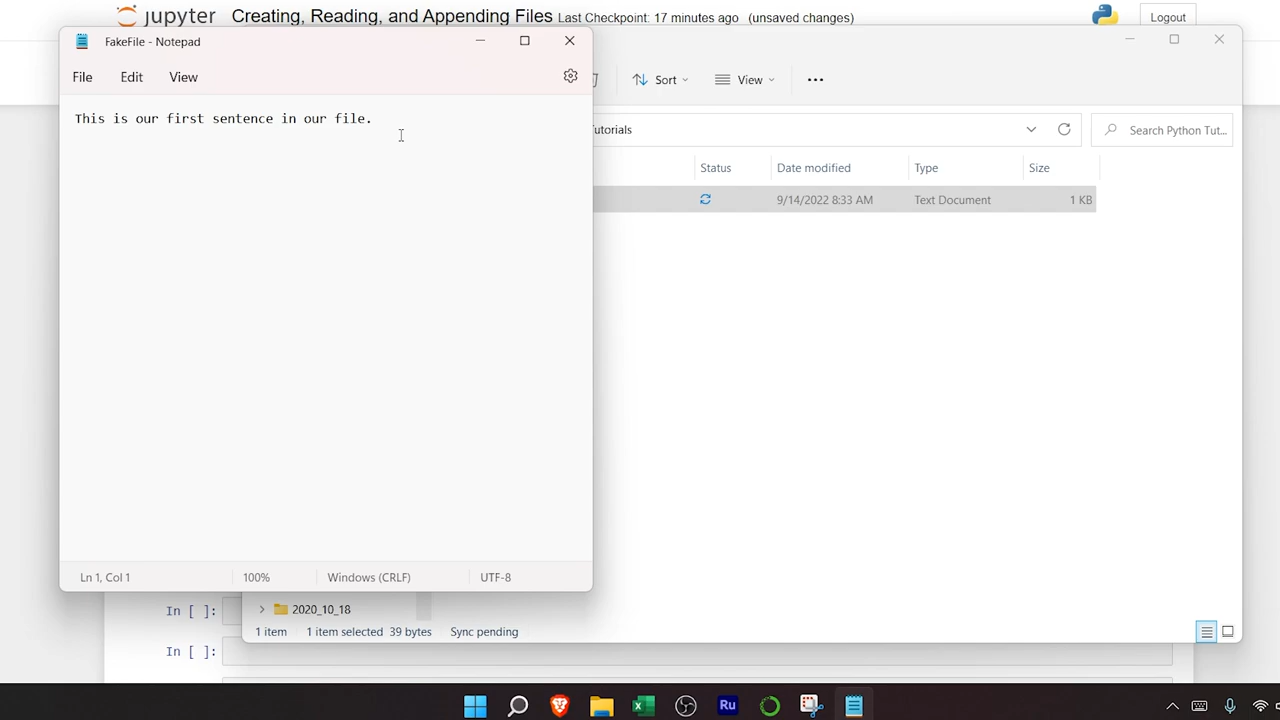 jupyter Creating, Reading, and Appending Files Last Checkpoint: 17 minutes ago (unsaved changes) Logout
FakeFile - Notepad
File Edit View
Sort View
This is our first sentence in our file.
utorials Search Python Tut...
Status Date modified Type Size
9/14/2022 8:33 AM Text Document 1 KB
Ln 1, Col 1 100% Windows (CRLF) UTF-8
In [ ]: 2020_10_18
1 item 1 item selected 39 bytes Sync pending
In [ ]:
Ru